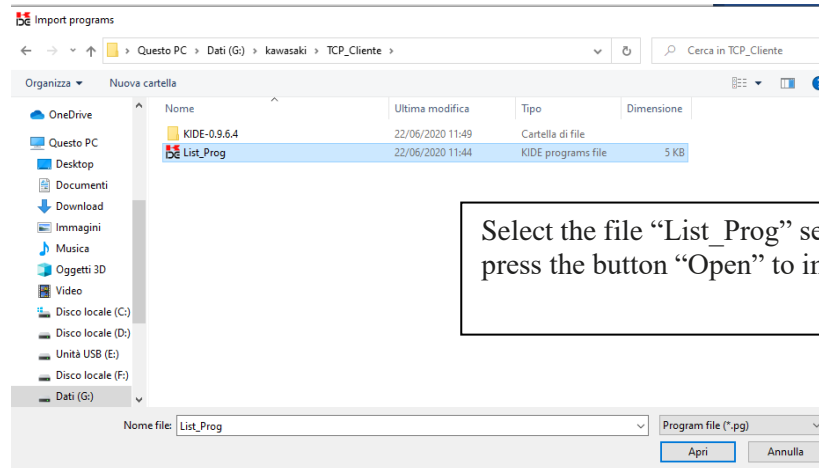 Import programs
Questo PC > Dati (G:) > kawasaki > TCP_Cliente >
Cerca in TCP_Cliente
Organizza
Nuova cartella
Nome
Ultima modifica
Tipo
Dimensione
KIDE-0.9.6.4
22/06/2020 11:49
Cartella di file
List_Prog
22/06/2020 11:44
KIDE programs file
5 KB
OneDrive
Questo PC
Desktop
Documenti
Download
Immagini
Musica
Oggetti 3D
Video
Disco locale (C:)
Disco locale (D:)
Unità USB (E:)
Disco locale (F:)
Dati (G:)
Select the file “List_Prog” se
press the button “Open” to in
Nome file:
List_Prog
Program file (*.pg)
Apri
Annulla